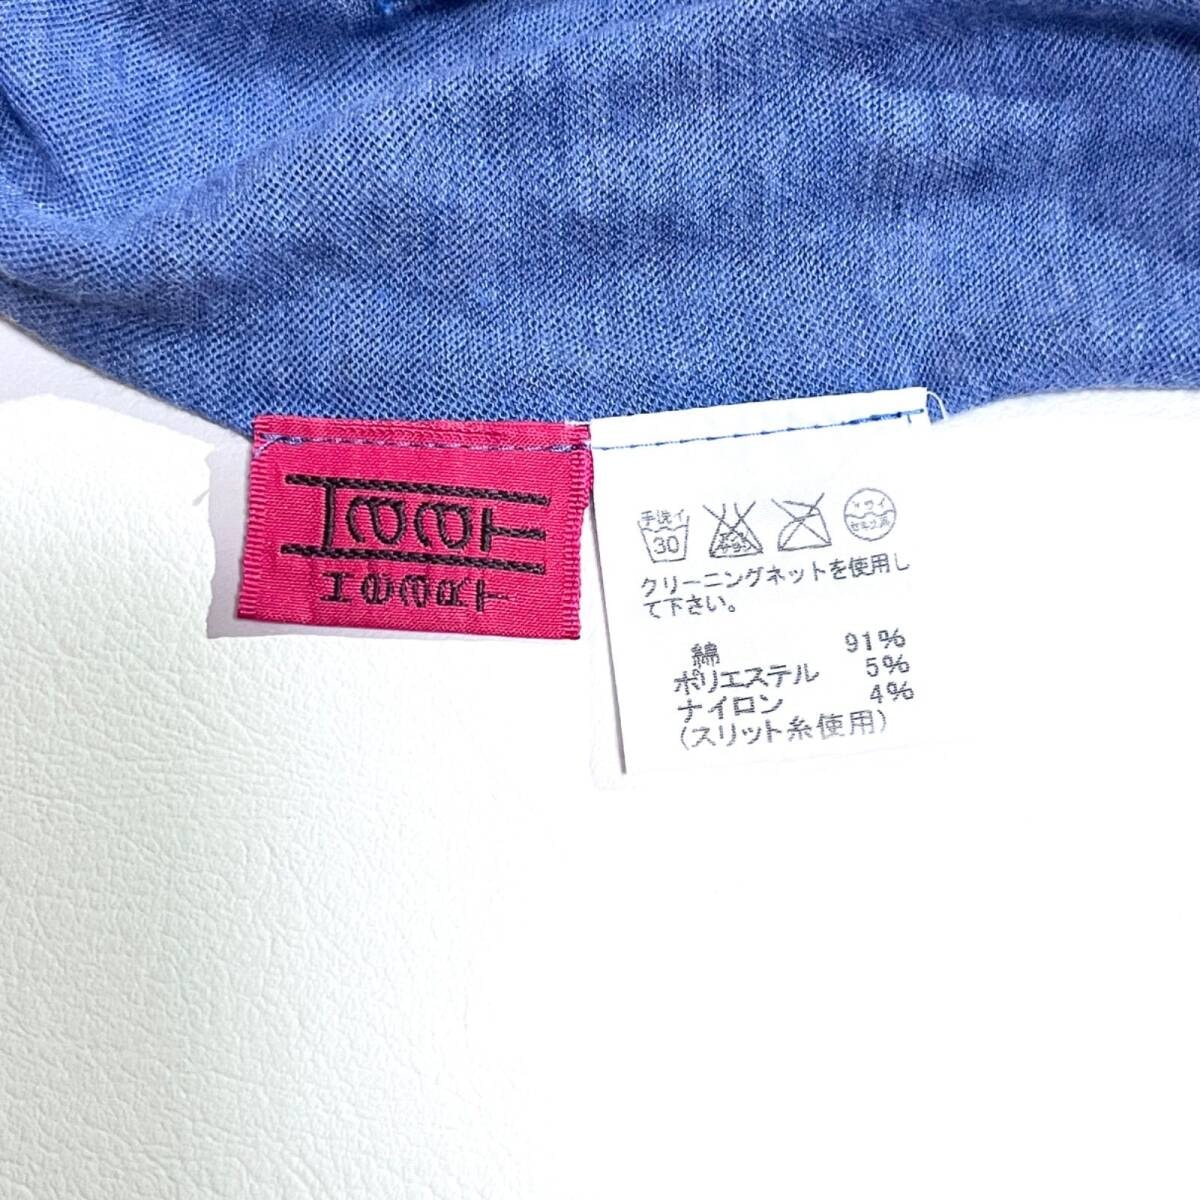 HaaT
HaaT
手洗イ
30
クリーニングネットを使用し
て下さい。
綿 91%
ポリエステル 5%
ナイロン 4%
(スリット糸使用)